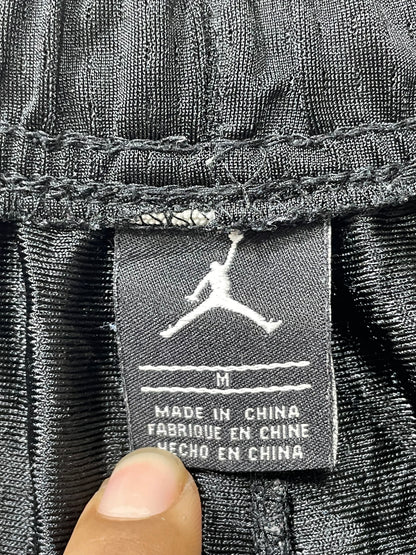 M
MADE IN CHINA
FABRIQUE EN CHINE
HECHO EN CHINA